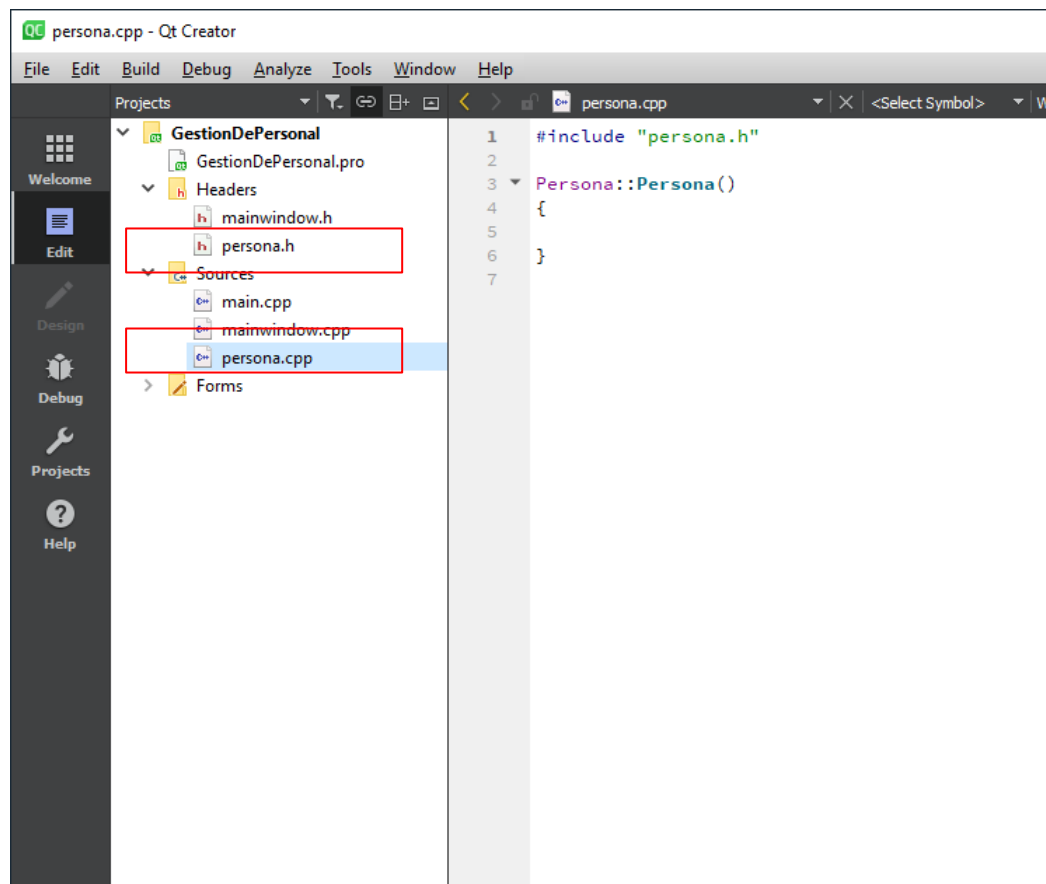 QC persona.cpp - Qt Creator
File Edit Build Debug Analyze Tools Window Help
Projects persona.cpp <Select Symbol> W
GestionDePersonal
GestionDePersonal.pro
Headers
mainwindow.h
persona.h
Sources
main.cpp
mainwindow.cpp
persona.cpp
Forms
Welcome
Edit
Design
Debug
Projects
Help
1 #include "persona.h"
2
3 Persona::Persona()
4 {
5
6 }
7